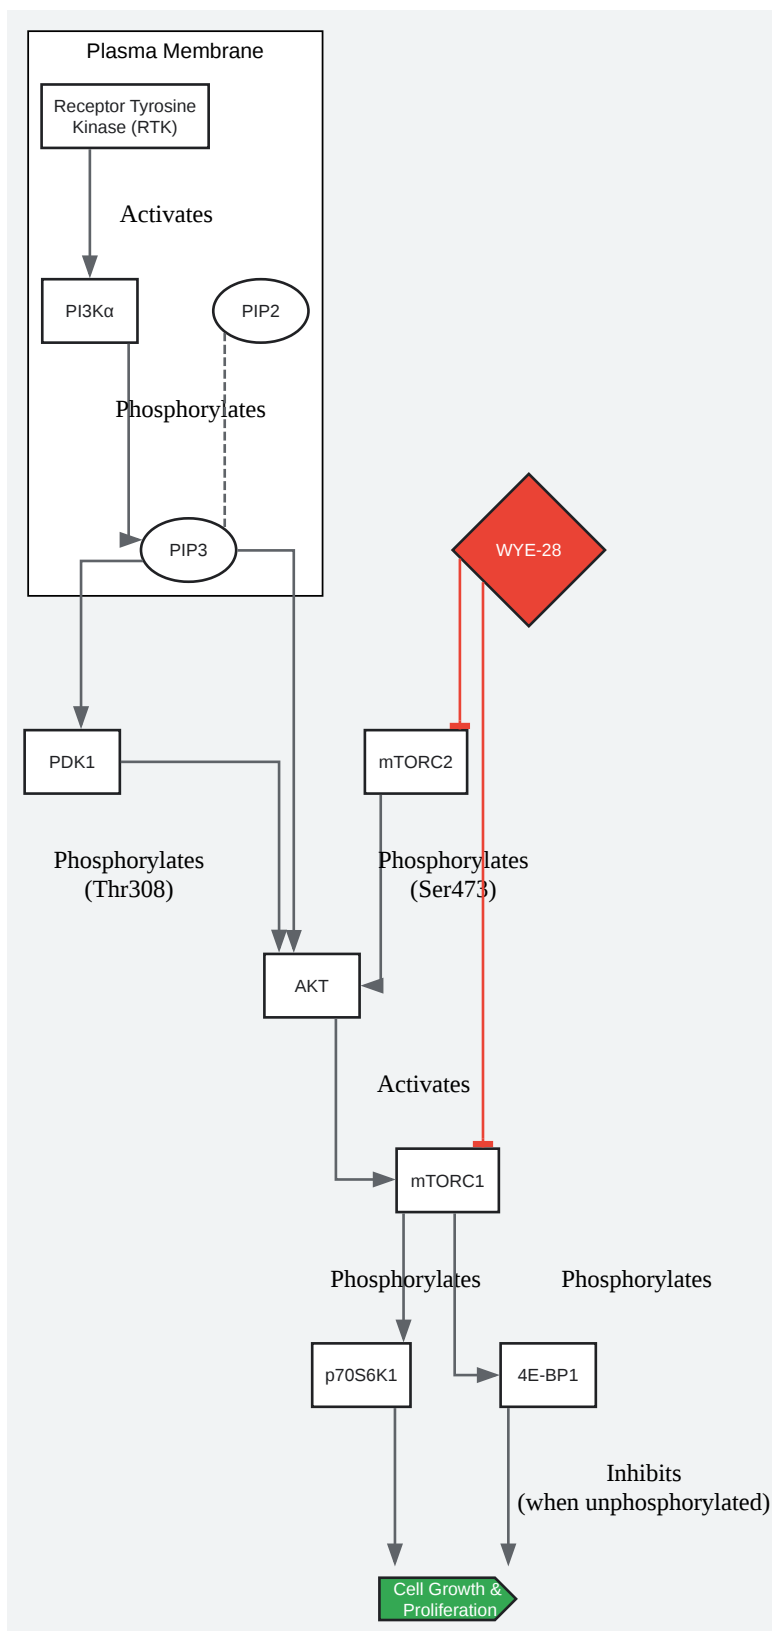 Plasma Membrane
Receptor Tyrosine
Kinase (RTK)
Activates
PI3Kα
PIP2
Phosphorylates
PIP3
WYE-28
PDK1
mTORC2
Phosphorylates
(Thr308)
Phosphorylates
(Ser473)
AKT
Activates
mTORC1
Phosphorylates
Phosphorylates
p70S6K1
4E-BP1
Inhibits
(when unphosphorylated)
Cell Growth &
Proliferation